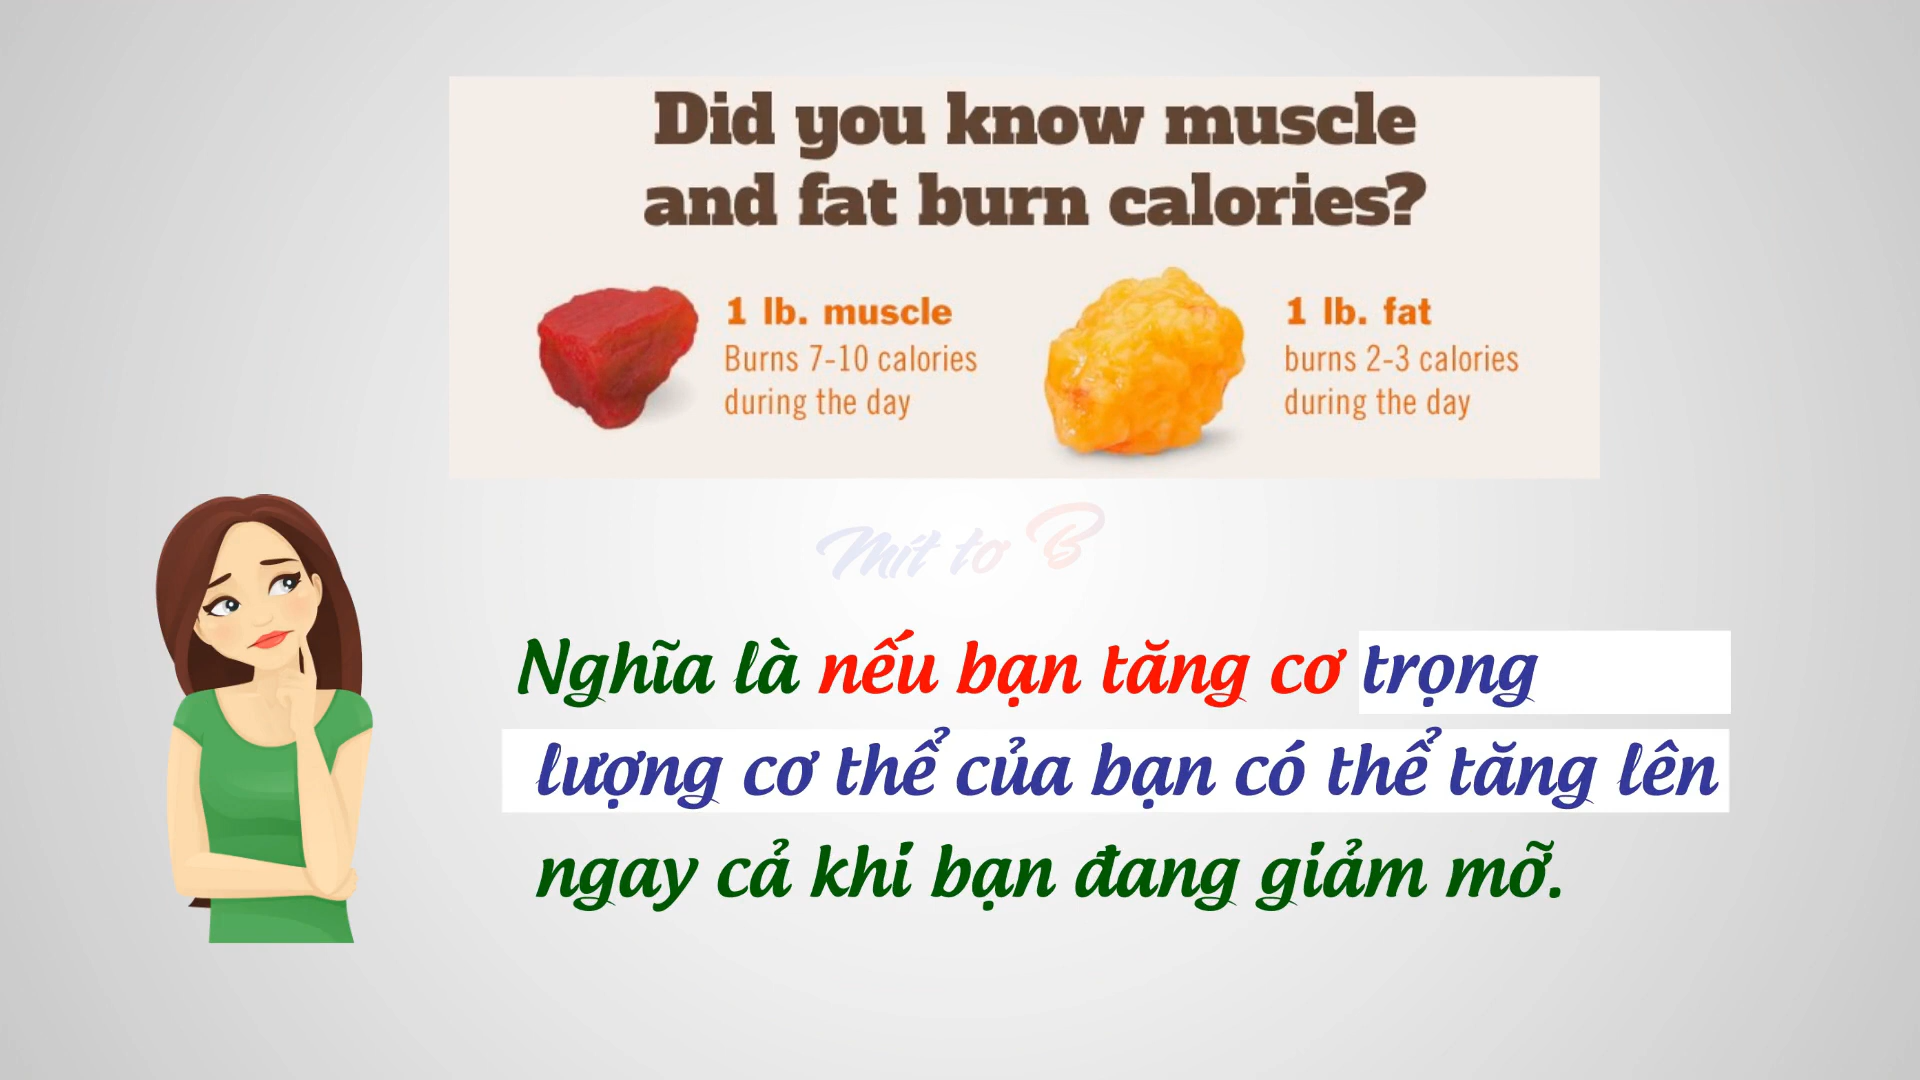 Did you know muscle
and fat burn calories?
1 lb. muscle
Burns 7-10 calories
during the day
1 lb. fat
burns 2-3 calories
during the day
Mít tơ B
Nghĩa là nếu bạn tăng cơ trọng
lượng cơ thể của bạn có thể tăng lên
ngay cả khi bạn đang giảm mỡ.